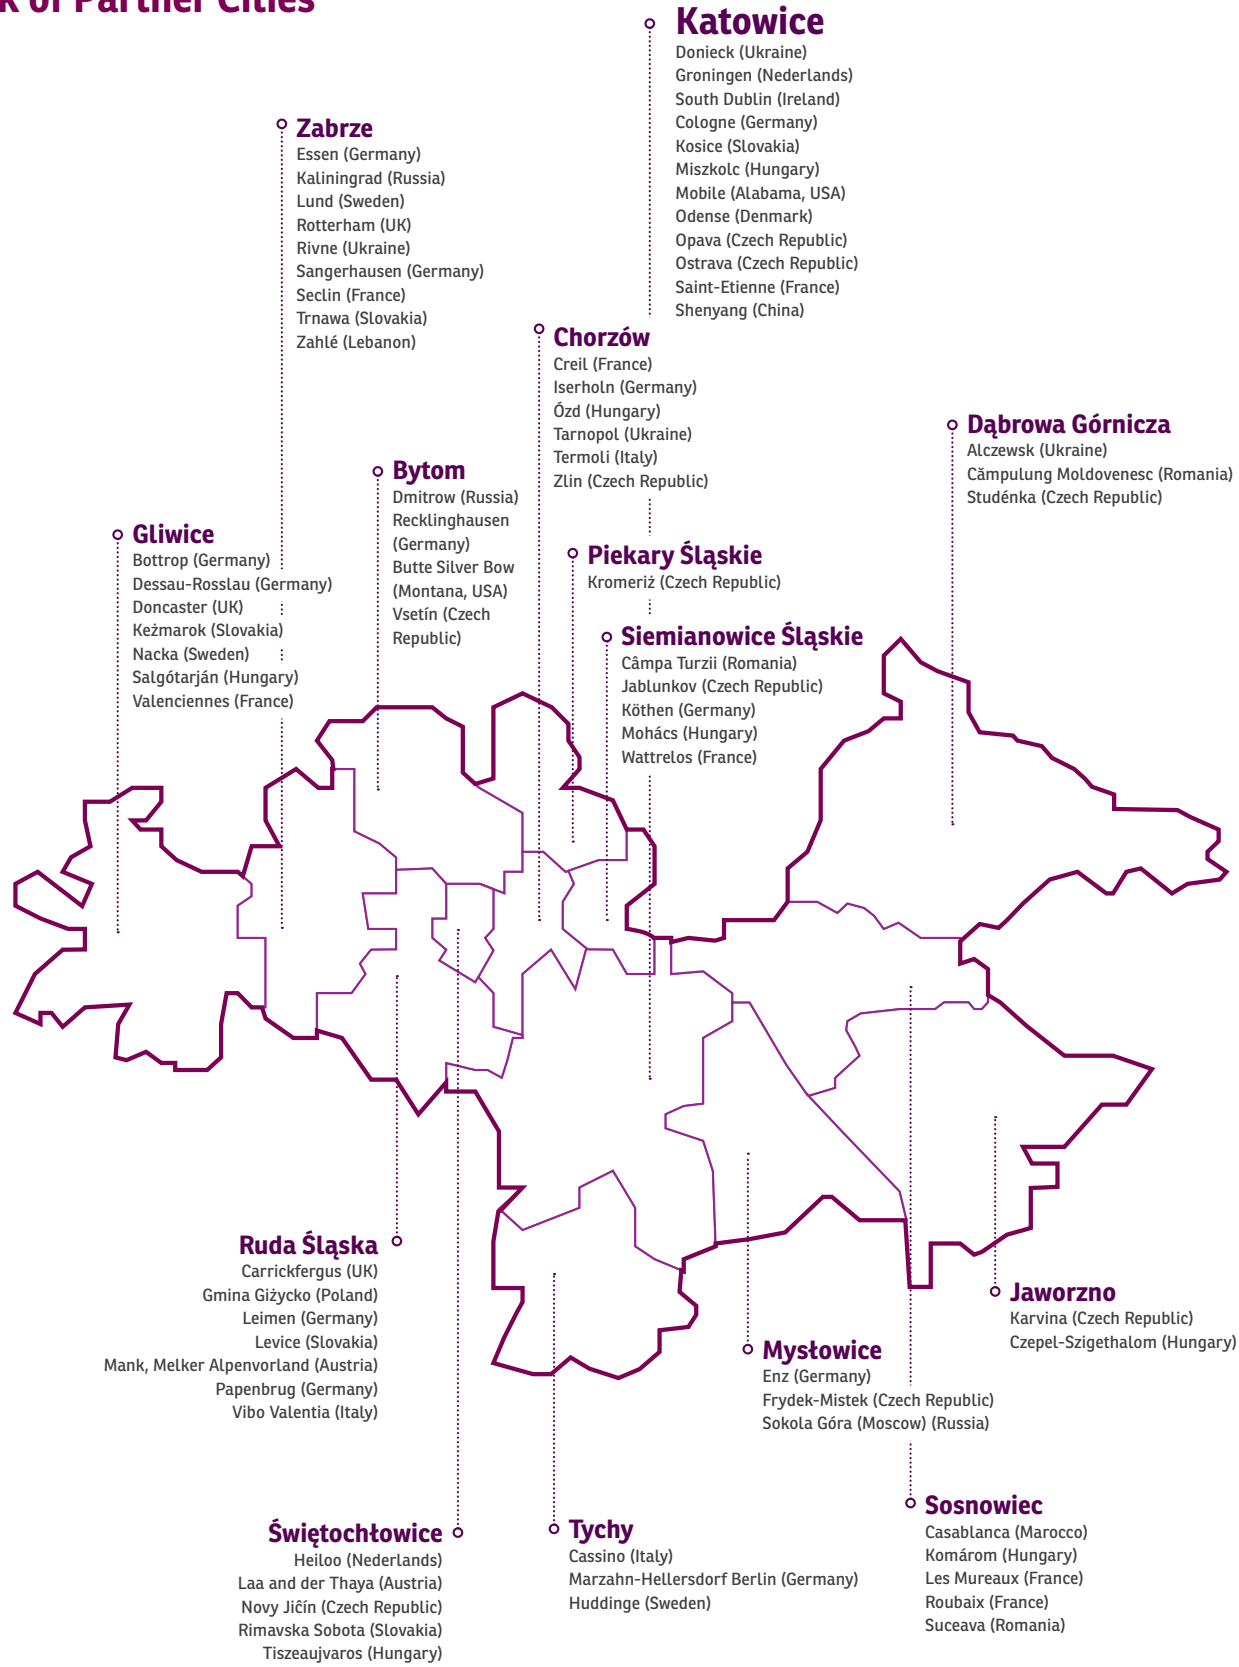 k of Partner Cities
Katowice
Donieck (Ukraine)
Groningen (Nederlands)
South Dublin (Ireland)
Cologne (Germany)
Kosice (Slovakia)
Miszkolc (Hungary)
Mobile (Alabama, USA)
Odense (Denmark)
Opava (Czech Republic)
Ostrava (Czech Republic)
Saint-Etienne (France)
Shenyang (China)
Zabrze
Essen (Germany)
Kaliningrad (Russia)
Lund (Sweden)
Rotterham (UK)
Rivne (Ukraine)
Sangerhausen (Germany)
Seclin (France)
Trnawa (Slovakia)
Zahlé (Lebanon)
Chorzów
Creil (France)
Iserholn (Germany)
Ózd (Hungary)
Tarnopol (Ukraine)
Termoli (Italy)
Zlin (Czech Republic)
Dąbrowa Górnicza
Alczewsk (Ukraine)
Cămpulung Moldovenesc (Romania)
Studénka (Czech Republic)
Bytom
Dmitrow (Russia)
Recklinghausen
(Germany)
Butte Silver Bow
(Montana, USA)
Vsetín (Czech
Republic)
Gliwice
Bottrop (Germany)
Dessau-Rosslau (Germany)
Doncaster (UK)
Keżmarok (Slovakia)
Nacka (Sweden)
Salgótarján (Hungary)
Valenciennes (France)
Piekary Śląskie
Kromeriż (Czech Republic)
Siemianowice Śląskie
Câmpa Turzii (Romania)
Jablunkov (Czech Republic)
Köthen (Germany)
Mohács (Hungary)
Wattrelos (France)
Ruda Śląska
Carrickfergus (UK)
Gmina Giżycko (Poland)
Leimen (Germany)
Levice (Slovakia)
Mank, Melker Alpenvorland (Austria)
Papenbrug (Germany)
Vibo Valentia (Italy)
Jaworzno
Karvina (Czech Republic)
Czepel-Szigethalom (Hungary)
Mysłowice
Enz (Germany)
Frydek-Mistek (Czech Republic)
Sokola Góra (Moscow) (Russia)
Świętochłowice
Heiloo (Nederlands)
Laa and der Thaya (Austria)
Novy Jičín (Czech Republic)
Rimavska Sobota (Slovakia)
Tiszeaujvaros (Hungary)
Tychy
Cassino (Italy)
Marzahn-Hellersdorf Berlin (Germany)
Huddinge (Sweden)
Sosnowiec
Casablanca (Marocco)
Komárom (Hungary)
Les Mureaux (France)
Roubaix (France)
Suceava (Romania)